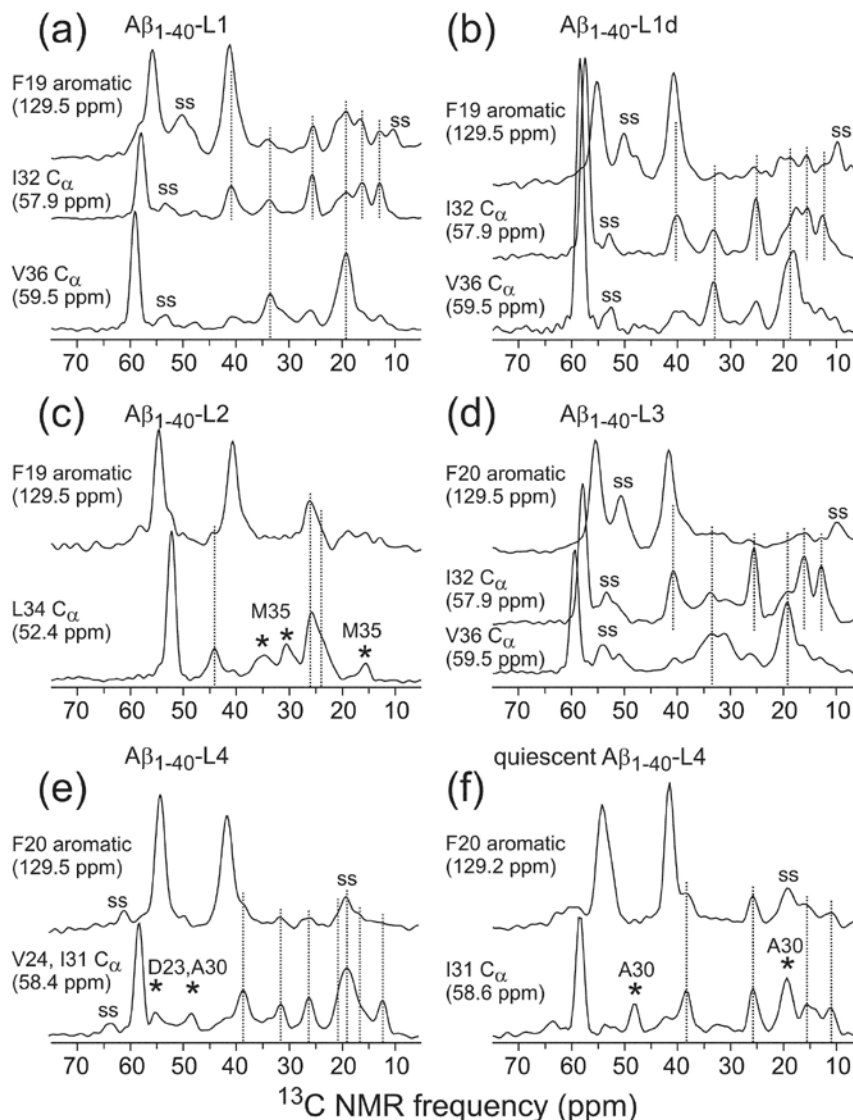 (a) Aβ1-40-L1
F19 aromatic
(129.5 ppm)
ss
ss
I32 Cα
(57.9 ppm)
ss
V36 Cα
(59.5 ppm)
ss
70 60 50 40 30 20 10
(b) Aβ1-40-L1d
F19 aromatic
(129.5 ppm)
ss
ss
I32 Cα
(57.9 ppm)
ss
V36 Cα
(59.5 ppm)
ss
70 60 50 40 30 20 10
(c) Aβ1-40-L2
F19 aromatic
(129.5 ppm)
L34 Cα
(52.4 ppm)
M35
* *
M35
*
70 60 50 40 30 20 10
(d) Aβ1-40-L3
F20 aromatic
(129.5 ppm)
ss
ss
I32 Cα
(57.9 ppm)
ss
V36 Cα
(59.5 ppm)
ss
70 60 50 40 30 20 10
(e) Aβ1-40-L4
F20 aromatic
(129.5 ppm)
ss
ss
V24, I31 Cα
(58.4 ppm)
ss
D23,A30
* *
70 60 50 40 30 20 10
(f) quiescent Aβ1-40-L4
F20 aromatic
(129.2 ppm)
ss
I31 Cα
(58.6 ppm)
A30
*
A30
*
70 60 50 40 30 20 10
13C NMR frequency (ppm)